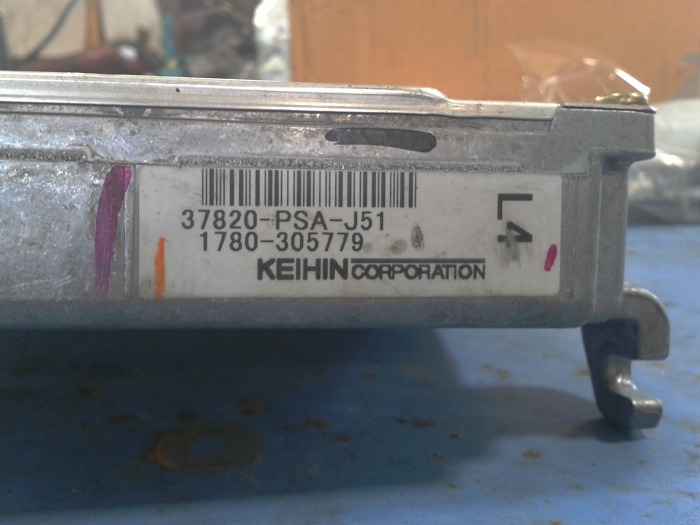 37820-PSA-J51
1780-305779
KEIHIN CORPORATION
L4